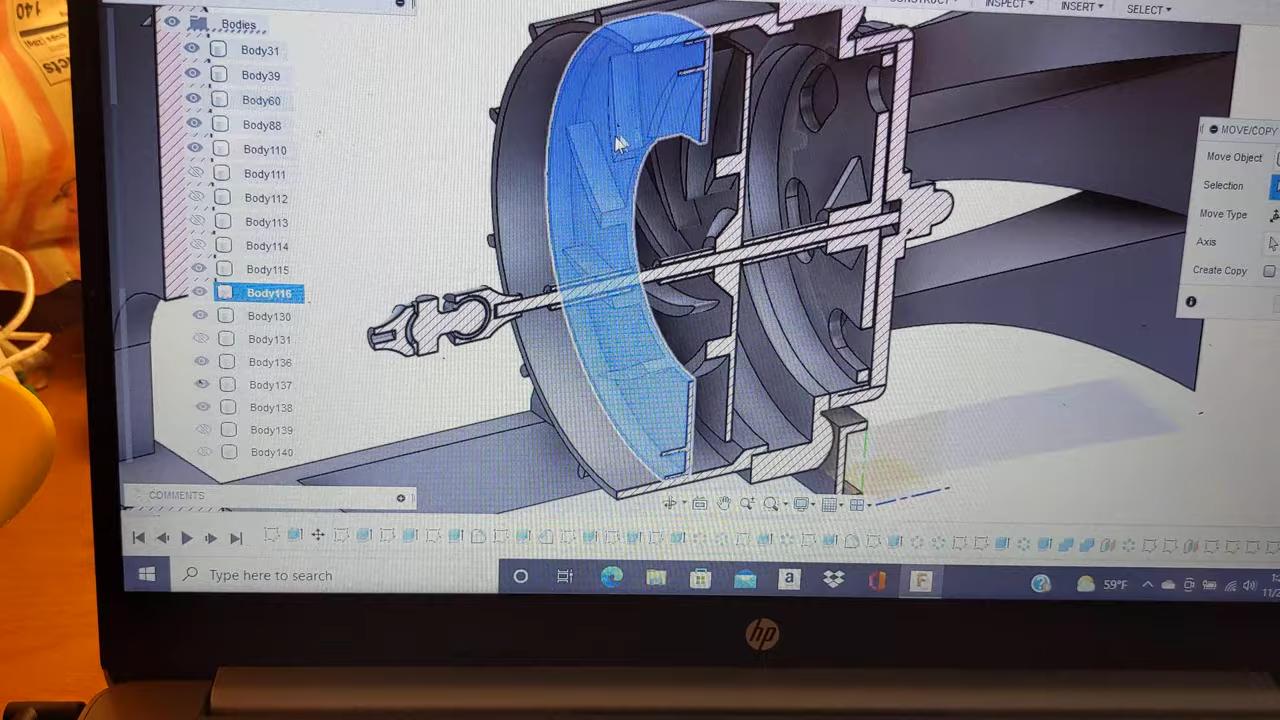 140
CONSTRUCT
INSPECT
INSERT
SELECT
Bodies
Body31
Body39
Body60
Body88
Body110
Body111
Body112
Body113
Body114
Body115
Body116
Body130
Body131
Body136
Body137
Body138
Body139
Body140
MOVE/COPY
Move Object
Selection
Move Type
Axis
Create Copy
COMMENTS
Type here to search
59°F
hp